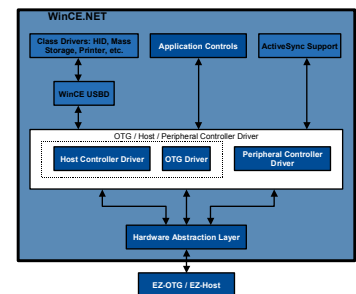 WinCE.NET
Class Drivers: HID, Mass
Storage, Printer, etc.
Application Controls
ActiveSync Support
WinCE USBD
OTG / Host / Peripheral Controller Driver
Host Controller Driver
OTG Driver
Peripheral Controller
Driver
Hardware Abstraction Layer
EZ-OTG / EZ-Host